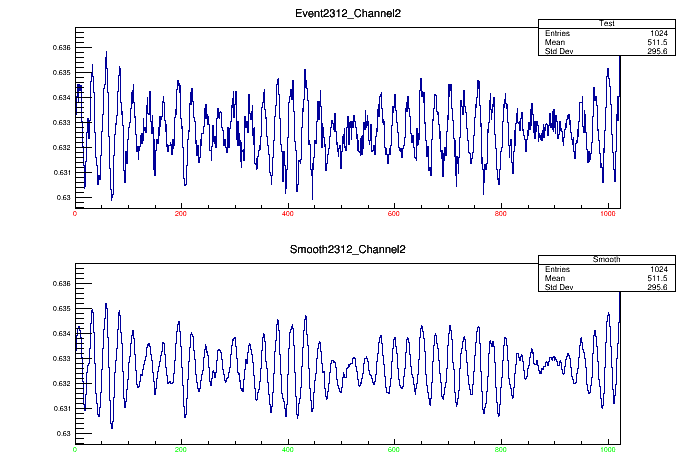 Event2312_Channel2
Test
Entries 1024
Mean 511.5
Std Dev 295.6
0.636
0.635
0.634
0.633
0.632
0.631
0.63
0 200 400 600 800 1000
Smooth2312_Channel2
Smooth
Entries 1024
Mean 511.5
Std Dev 295.6
0.636
0.635
0.634
0.633
0.632
0.631
0.63
0 200 400 600 800 1000